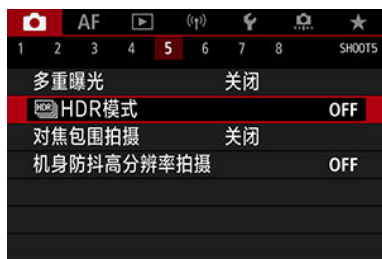 AF
1 2 3 4 5 6 7 8 SHOOT5
多重曝光 关闭
HDR HDR模式 OFF
对焦包围拍摄 关闭
机身防抖高分辨率拍摄 OFF